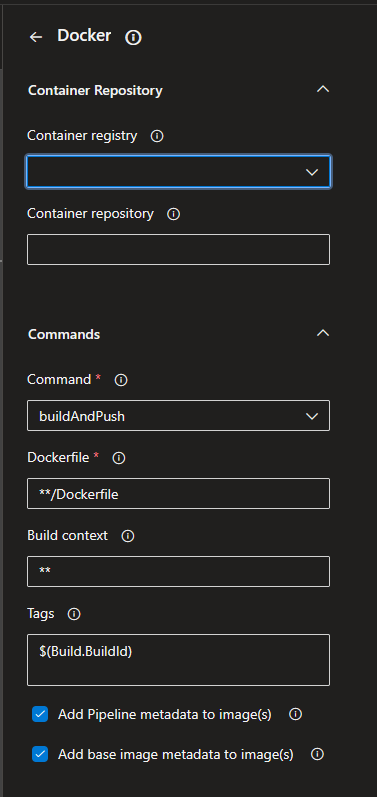 Docker
Container Repository
Container registry
Container repository
Commands
Command *
buildAndPush
Dockerfile *
**/Dockerfile
Build context
**
Tags
$(Build.BuildId)
Add Pipeline metadata to image(s)
Add base image metadata to image(s)